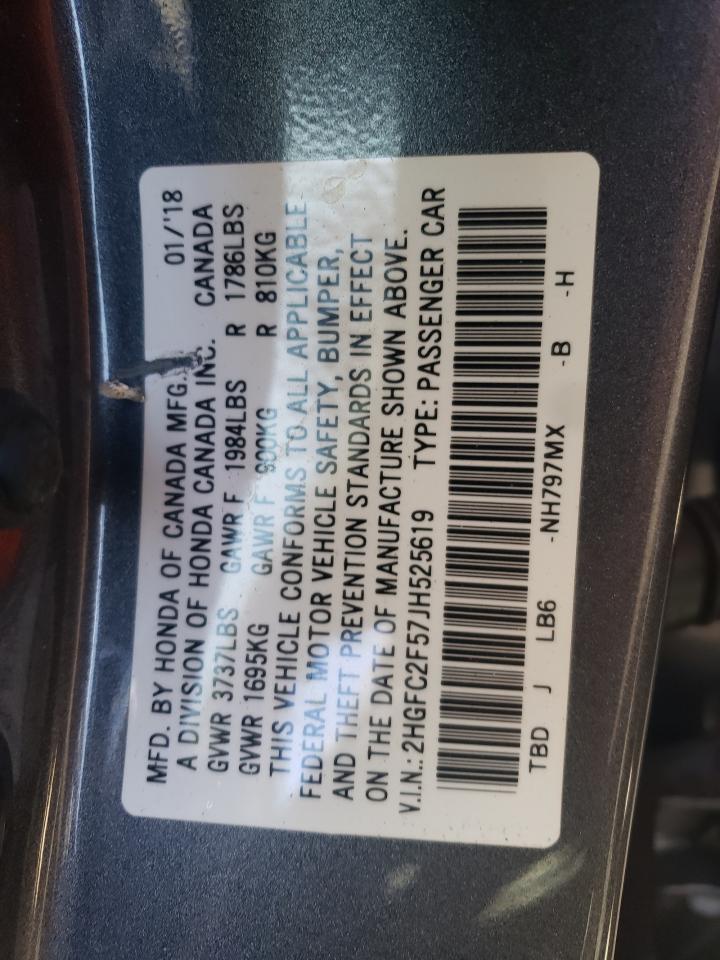 MFD. BY HONDA OF CANADA MFG. 01/'18
A DIVISION OF HONDA CANADA INC. CANADA
GVWR 3737LBS GAWR F 1984LBS R 1786LBS
GVWR 1695KG GAWR F 900KG R 810KG
THIS VEHICLE CONFORMS TO ALL APPLICABLE
FEDERAL MOTOR VEHICLE SAFETY, BUMPER,
AND THEFT PREVENTION STANDARDS IN EFFECT
ON THE DATE OF MANUFACTURE SHOWN ABOVE.
V.I.N.: 2HGFC2F57JH525619 TYPE: PASSENGER CAR
TBD J LB6 -NH797MX -B -H